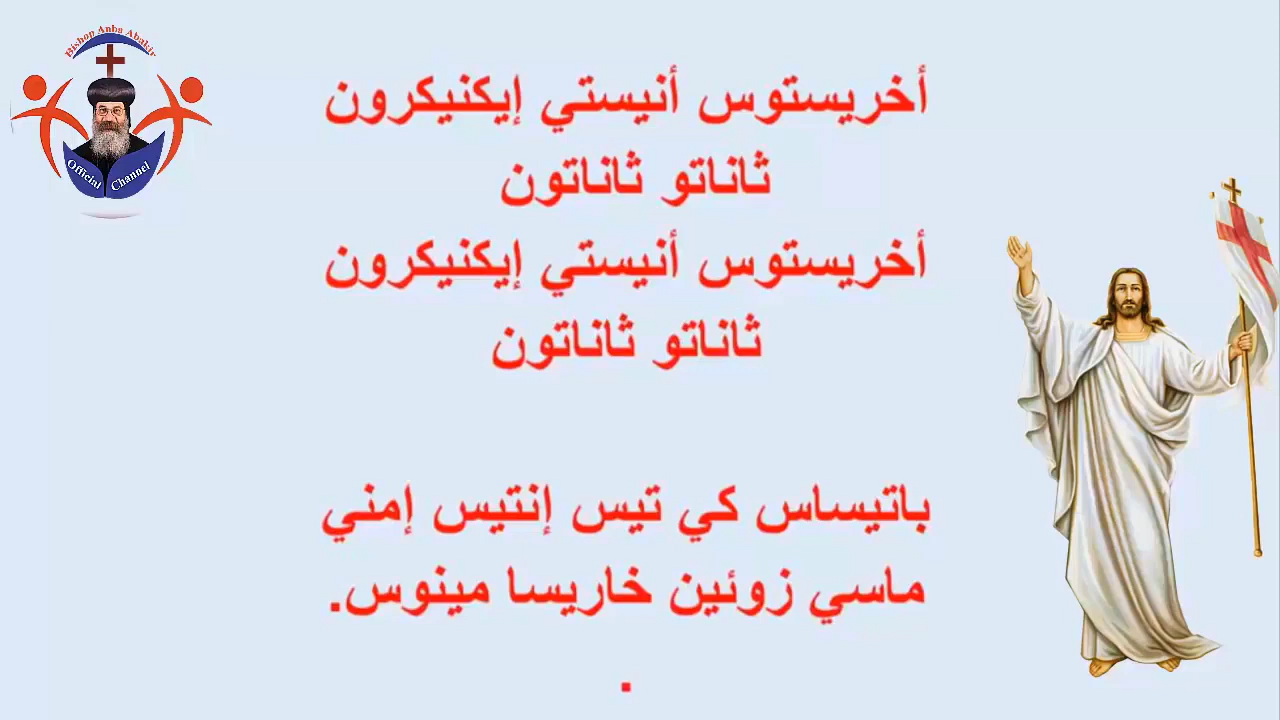 Bishop Anba Abakir
Official Channel
أخريستوس أنيستي إيكنيكرون
ثاناتو ثاناتون
أخريستوس أنيستي إيكنيكرون
ثاناتو ثاناتون
باتيساس كي تيس إنتيس إمني
ماسي زوئين خاريسا مينوس.
.